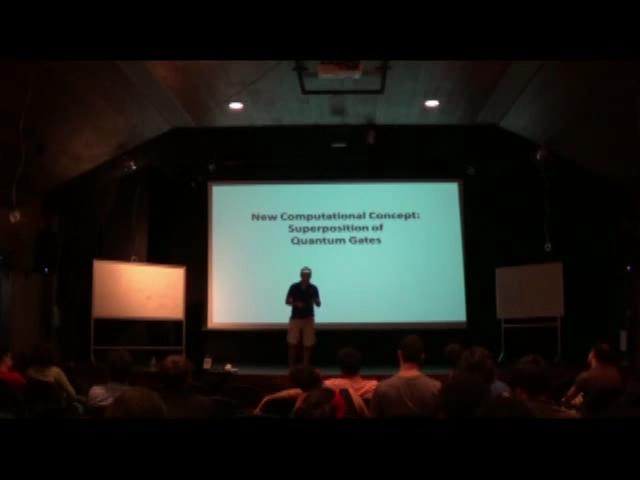 New Computational Concept:
Superposition of
Quantum Gates